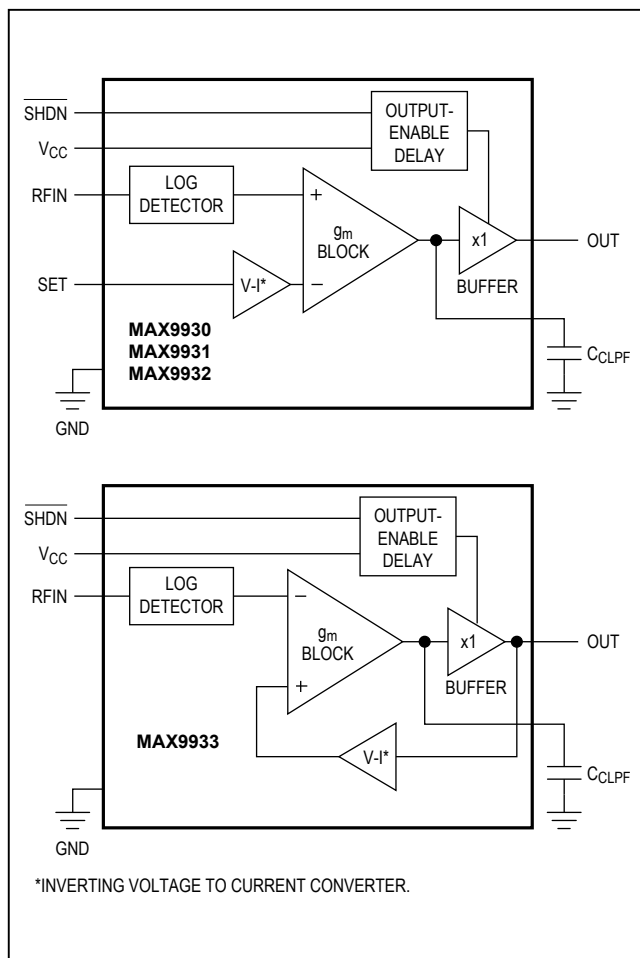 SHDN
VCC
RFIN
SET
GND
LOG
DETECTOR
V-I*
gm
BLOCK
+
−
OUTPUT-
ENABLE
DELAY
x1
BUFFER
OUT
CCLPF
MAX9930
MAX9931
MAX9932
SHDN
VCC
RFIN
GND
LOG
DETECTOR
−
gm
BLOCK
+
V-I*
OUTPUT-
ENABLE
DELAY
x1
BUFFER
OUT
CCLPF
MAX9933
*INVERTING VOLTAGE TO CURRENT CONVERTER.